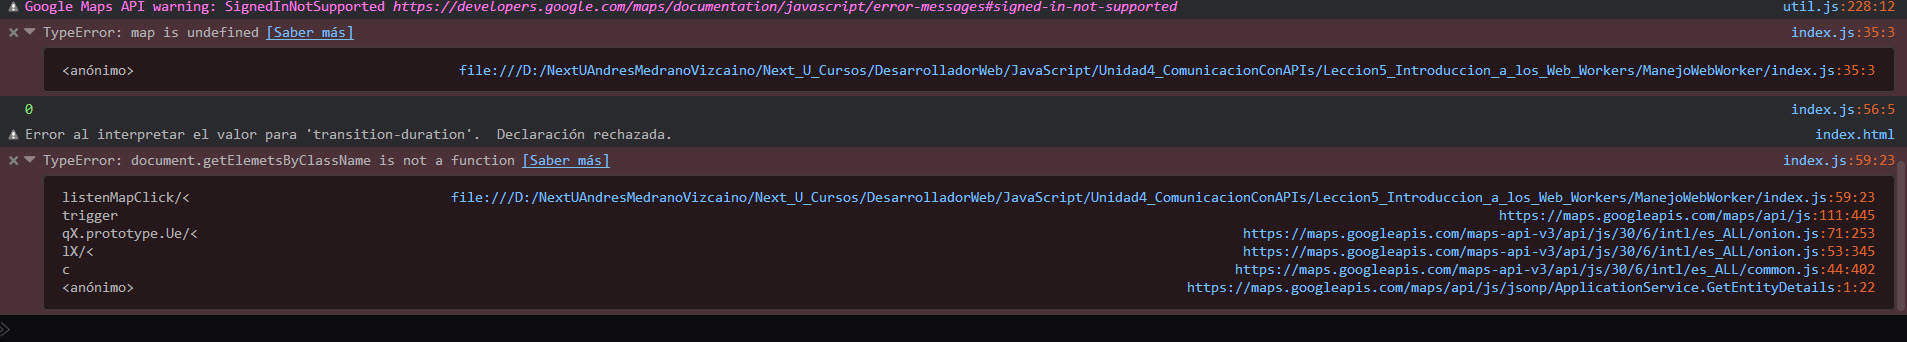 Google Maps API warning: SignedInNotSupported https://developers.google.com/maps/documentation/javascript/error-messages#signed-in-not-supported util.js:228:12
TypeError: map is undefined [Saber más] index.js:35:3
<anónimo> file:///D:/NextUAndresMedranoVizcaino/Next_U_Cursos/DesarrolladorWeb/JavaScript/Unidad4_ComunicacionConAPIs/Leccion5_Introduccion_a_los_Web_Workers/ManejoWebWorker/index.js:35:3
0 index.js:56:5
Error al interpretar el valor para 'transition-duration'. Declaración rechazada. index.html
TypeError: document.getElemetsByClassName is not a function [Saber más] index.js:59:23
listenMapClick/< file:///D:/NextUAndresMedranoVizcaino/Next_U_Cursos/DesarrolladorWeb/JavaScript/Unidad4_ComunicacionConAPIs/Leccion5_Introduccion_a_los_Web_Workers/ManejoWebWorker/index.js:59:23
trigger https://maps.googleapis.com/maps/api/js:111:445
qX.prototype.Ue/< https://maps.googleapis.com/maps-api-v3/api/js/30/6/intl/es_ALL/onion.js:71:253
lX/< https://maps.googleapis.com/maps-api-v3/api/js/30/6/intl/es_ALL/onion.js:53:345
c https://maps.googleapis.com/maps-api-v3/api/js/30/6/intl/es_ALL/common.js:44:402
<anónimo> https://maps.googleapis.com/maps/api/js/jsonp/ApplicationService.GetEntityDetails:1:22